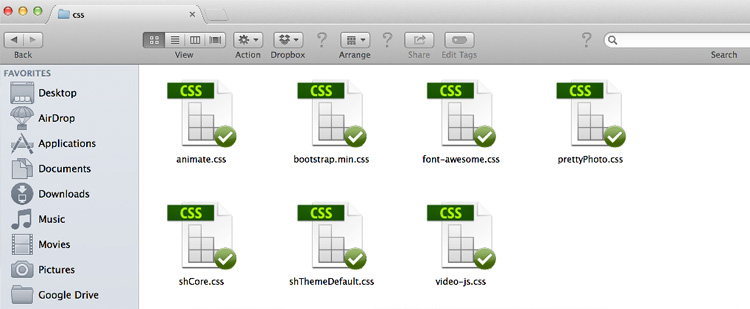 css
Back
View
Action
Dropbox
?
Arrange
?
Share
Edit Tags
?
Search
FAVORITES
Desktop
AirDrop
Applications
Documents
Downloads
Music
Movies
Pictures
Google Drive
CSS
CSS
CSS
CSS
animate.css
bootstrap.min.css
font-awesome.css
prettyPhoto.css
CSS
CSS
CSS
shCore.css
shThemeDefault.css
video-js.css